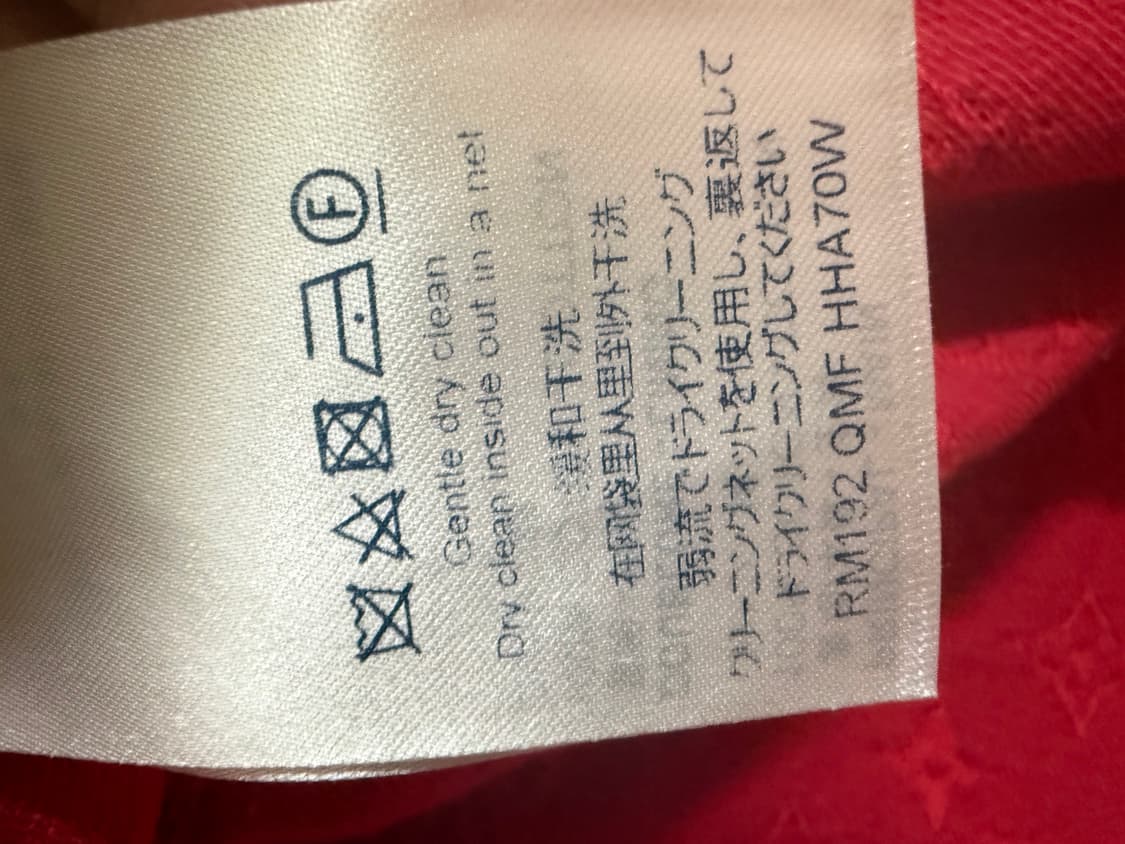 F
Gentle dry clean
Dry clean inside out in a net
缓和干洗
在网袋里从里到外干洗
弱流でドライクリーニング
クリーニングネットを使用し、裏返して
ドライクリーニングしてください
RM192 QMF HHA70W